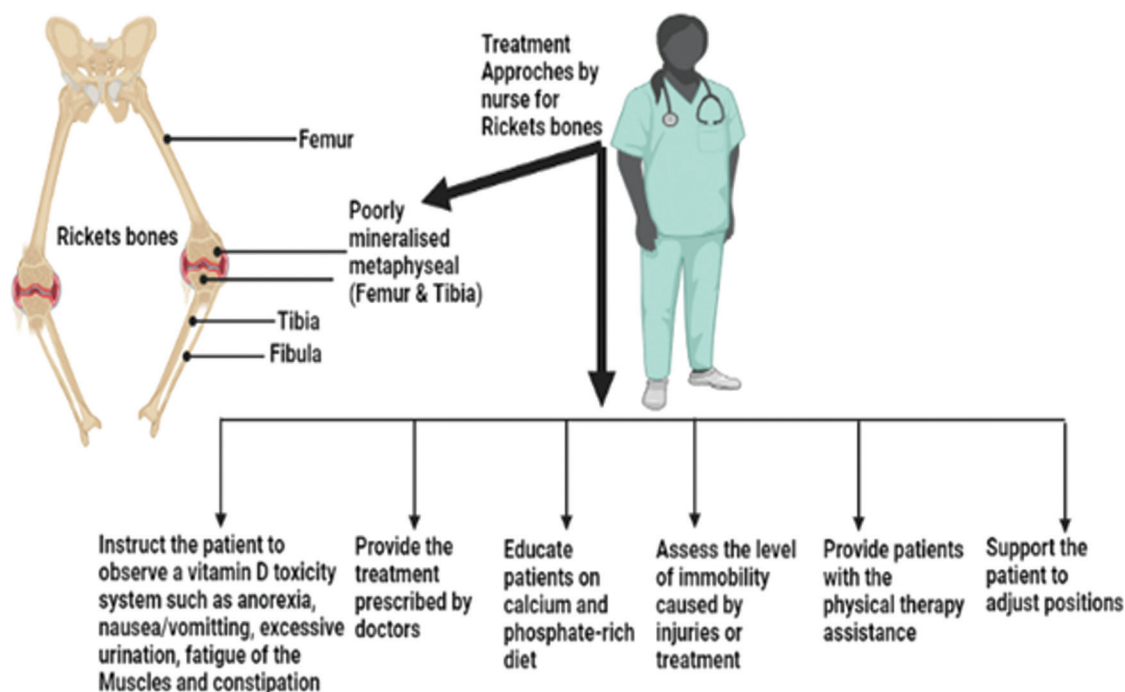 Treatment
Approches by
nurse for
Rickets bones
Femur
Rickets bones
Poorly
mineralised
metaphyseal
(Femur & Tibia)
Tibia
Fibula
Instruct the patient to
observe a vitamin D toxicity
system such as anorexia,
nausea/vomitting, excessive
urination, fatigue of the
Muscles and constipation
Provide the
treatment
prescribed by
doctors
Educate
patients on
calcium and
phosphate-rich
diet
Assess the level
of immobility
caused by
injuries or
treatment
Provide patients
with the
physical therapy
assistance
Support the
patient to
adjust positions